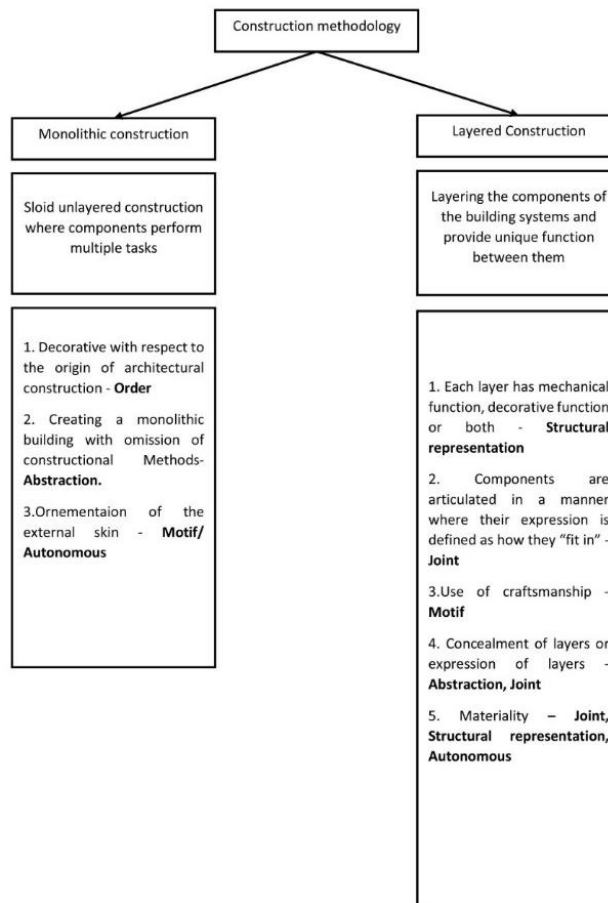 Construction methodology
Monolithic construction
Sloid unlayered construction
where components perform
multiple tasks
1. Decorative with respect to
the origin of architectural
construction - Order
2. Creating a monolithic
building with omission of
constructional Methods-
Abstraction.
3.Ornementaion of the
external skin - Motif/
Autonomous
Layered Construction
Layering the components of
the building systems and
provide unique function
between them
1. Each layer has mechanical
function, decorative function
or both - Structural
representation
2. Components are
articulated in a manner
where their expression is
defined as how they “fit in” -
Joint
3.Use of craftsmanship -
Motif
4. Concealment of layers or
expression of layers -
Abstraction, Joint
5. Materiality – Joint,
Structural representation,
Autonomous